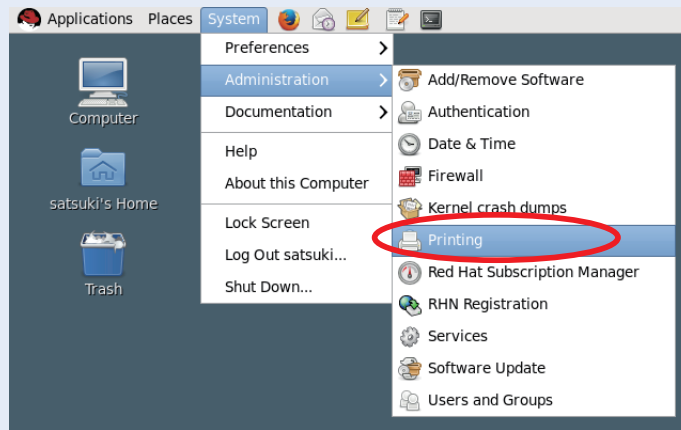 Applications Places System
Preferences
Administration
Documentation
Help
About this Computer
Lock Screen
Log Out satsuki...
Shut Down...
Add/Remove Software
Authentication
Date & Time
Firewall
Kernel crash dumps
Printing
Red Hat Subscription Manager
RHN Registration
Services
Software Update
Users and Groups
Computer
satsuki's Home
Trash